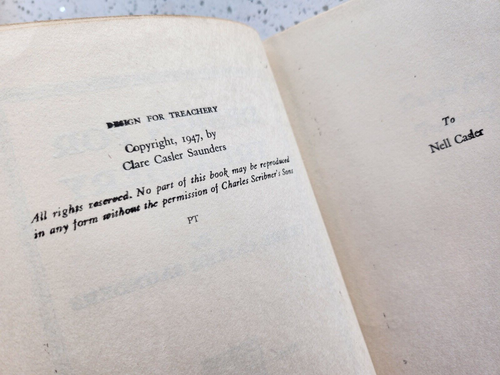 DESIGN FOR TREACHERY
Copyright, 1947, by
Clare Casler Saunders
All rights reserved. No part of this book may be reproduced
in any form without the permission of Charles Scribner's Sons
PT
To
Nell Casler